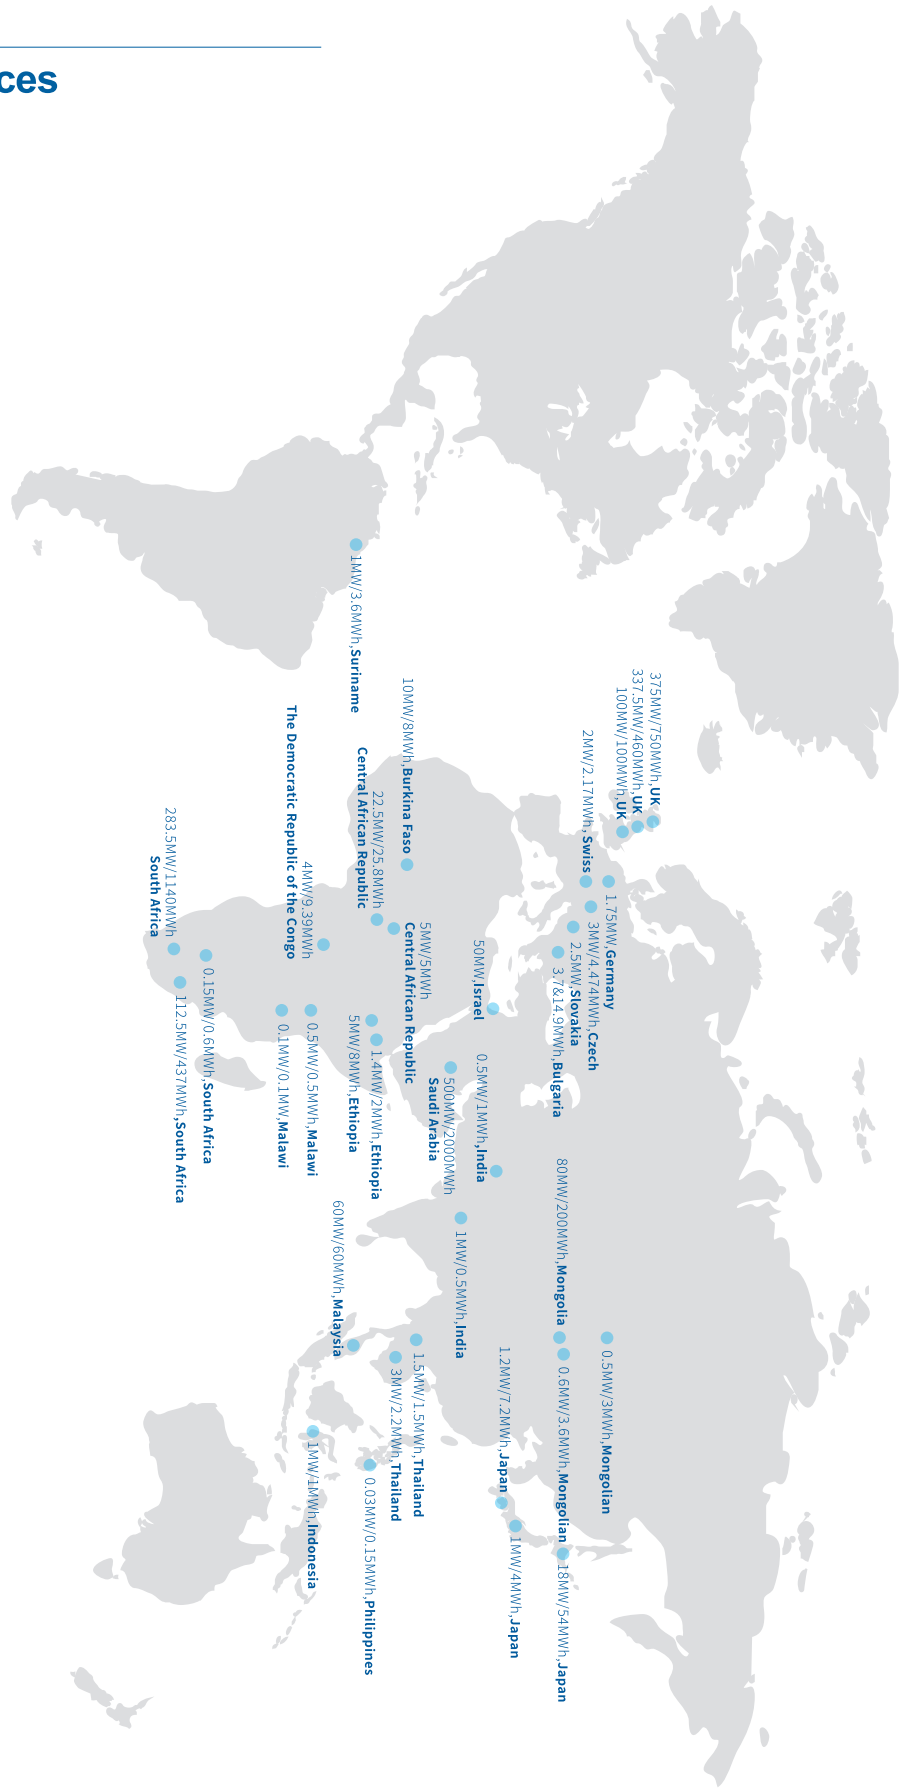 ces
375MW/750MWh,UK
337.5MW/460MWh,UK
100MW/100MWh,UK
2MW/2.17MWh, Swiss
1.75MW,Germany
3MW/4.474MWh,Czech
2.5MW,Slovakia
3.7&14.9MWh,Bulgaria
0.5MW/3MWh,Mongolian
80MW/200MWh,Mongolia
0.6MW/3.6MWh,Mongolian
18MW/54MWh,Japan
1MW/4MWh,Japan
1.2MW/7.2MWh,Japan
50MW,Israel
0.5MW/1MWh,India
1MW/0.5MWh,India
500MW/2000MWh
Saudi Arabia
10MW/8MWh,Burkina Faso
5MW/5MWh
Central African Republic
22.5MW/25.8MWh
Central African Republic
1.4MW/2MWh,Ethiopia
5MW/8MWh,Ethiopia
1MW/3.6MWh,Suriname
1.5MW/1.5MWh,Thailand
3MW/2.2MWh,Thailand
0.03MW/0.15MWh,Philippines
60MW/60MWh,Malaysia
1MW/1MWh,Indonesia
4MW/9.39MWh
The Democratic Republic of the Congo
0.5MW/0.5MWh,Malawi
0.1MW/0.1MW,Malawi
0.15MW/0.6MWh,South Africa
112.5MW/437MWh,South Africa
283.5MW/1140MWh
South Africa